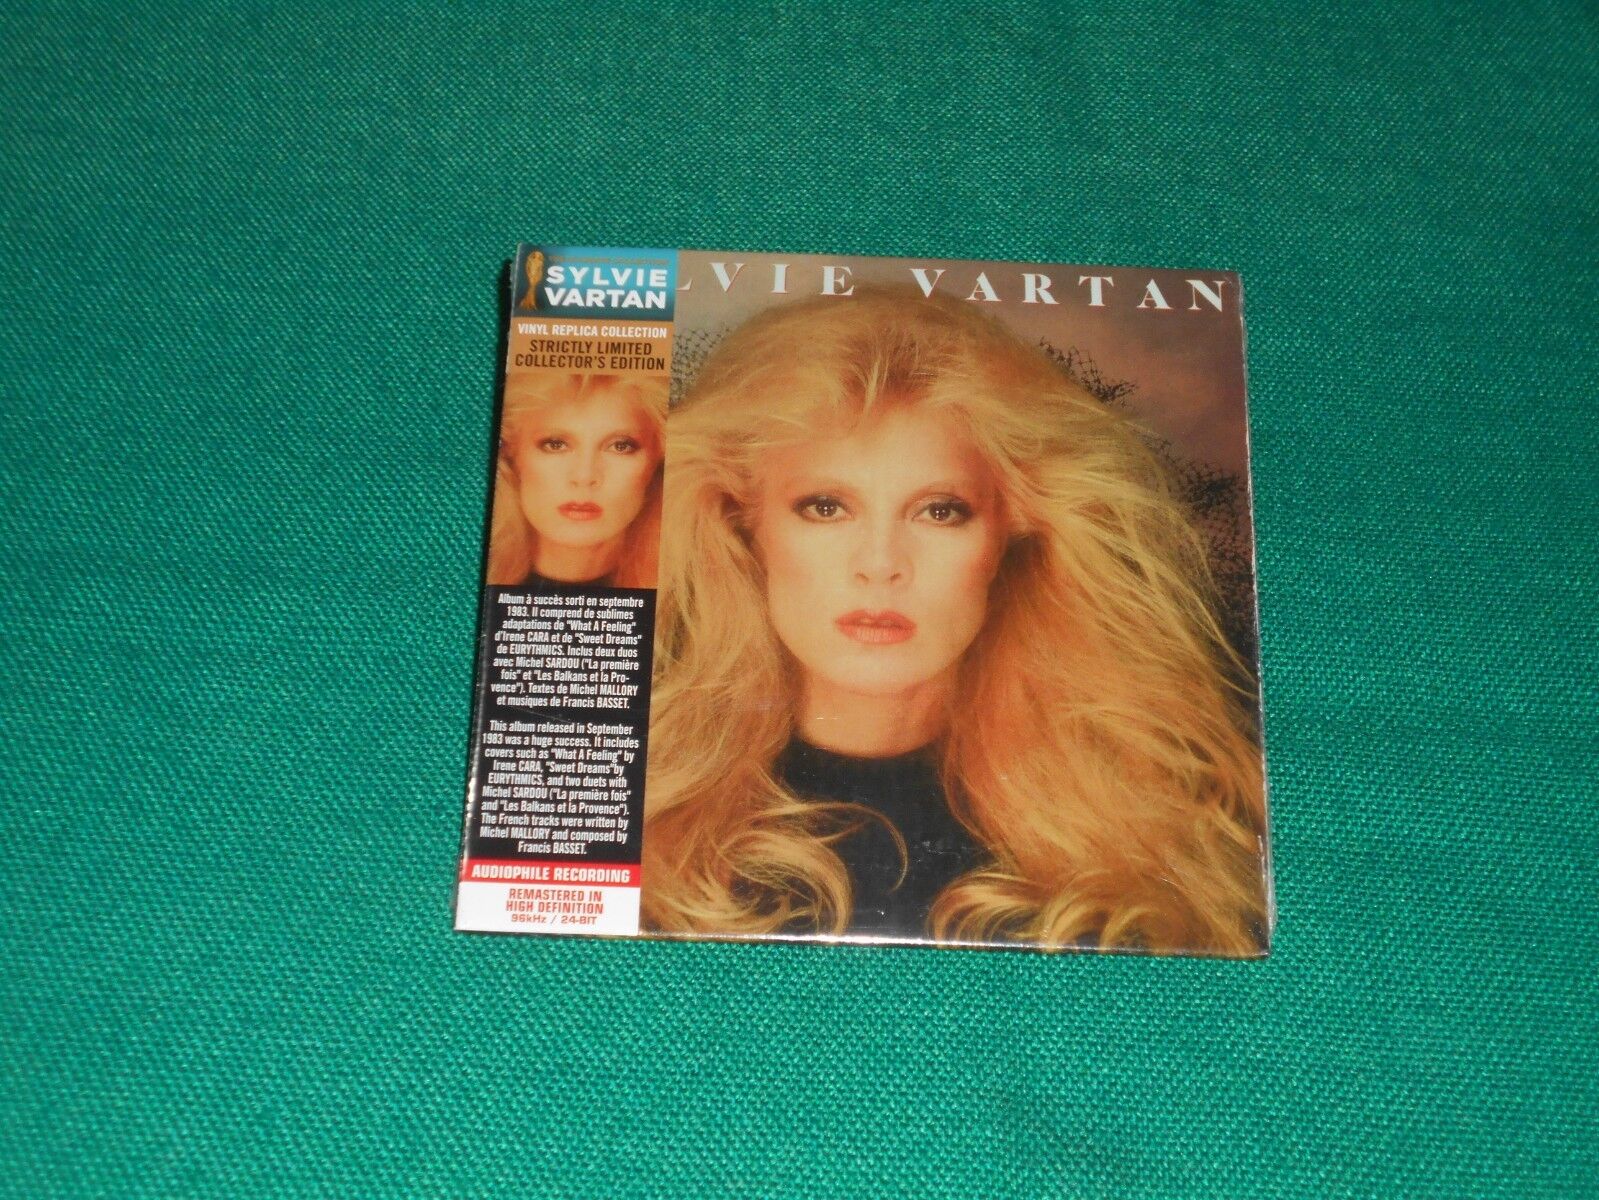 SYLVIE
VARTAN
LVIE VARTAN
VINYL REPLICA COLLECTION
STRICTLY LIMITED
COLLECTOR'S EDITION
Album à succès sorti en septembre
1983. Il comprend de sublimes
adaptations de "What A Feeling"
d'Irene CARA et de "Sweet Dreams"
de EURYTHMICS. Inclus deux duos
avec Michel SARDOU ("La première
fois" et "Les Balkans et la Pro-
vence"). Textes de Michel MALLORY
et musiques de Francis BASSET.
This album released in September
1983 was a huge success. It includes
covers such as "What A Feeling" by
Irene CARA, "Sweet Dreams"by
EURYTHMICS, and two duets with
Michel SARDOU ("La première fois"
and "Les Balkans et la Provence").
The French tracks were written by
Michel MALLORY and composed by
Francis BASSET.
AUDIOPHILE RECORDING
REMASTERED IN
HIGH DEFINITION
96kHz / 24-BIT